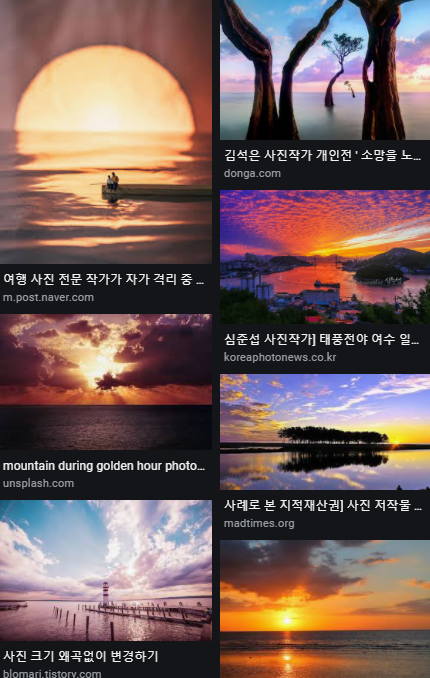 여행 사진 전문 작가가 자가 격리 중 ...
m.post.naver.com
mountain during golden hour photo...
unsplash.com
사진 크기 왜곡없이 변경하기
blomari.tistory.com
김석은 사진작가 개인전 ' 소망을 노...
donga.com
심준섭 사진작가] 태풍전야 여수 일...
koreaphotonews.co.kr
사례로 본 지적재산권] 사진 저작물 ...
madtimes.org